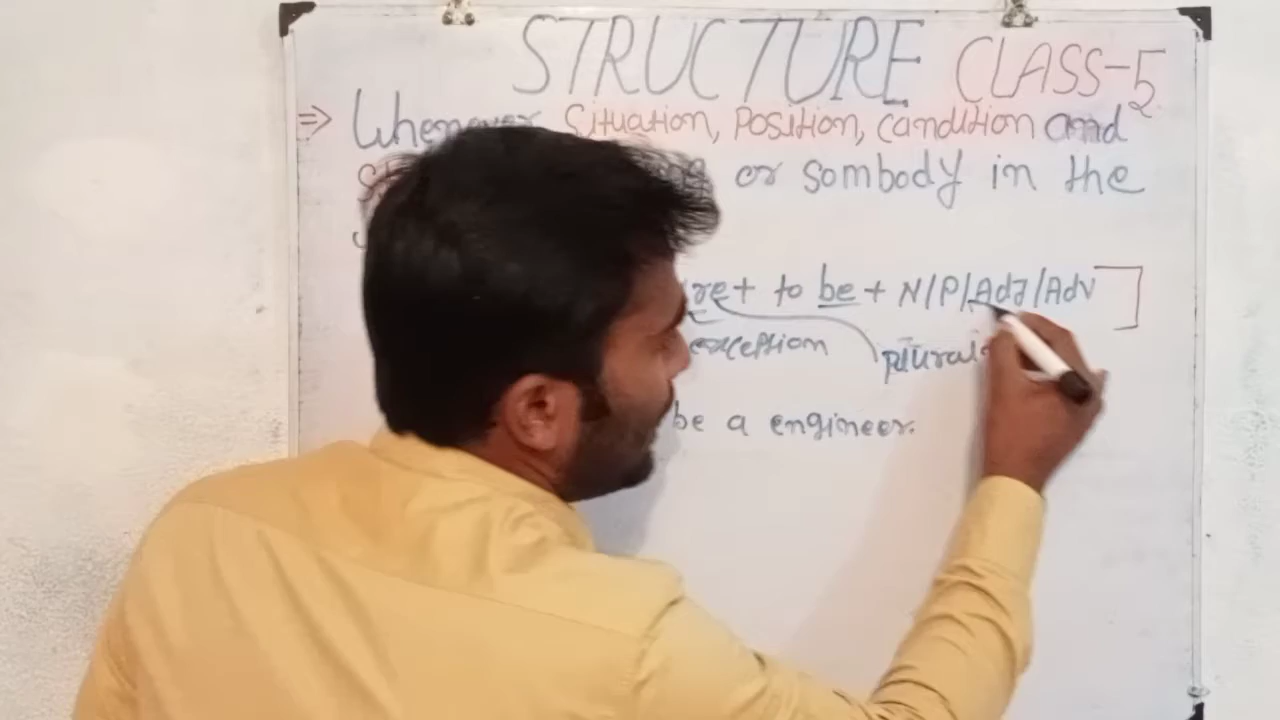 STRUCTURE CLASS-5
⇒ Whenever Situation, Position, Condition and
or sombody in the
re + to be + N/P/Adj/Adv ]
exception plural
be a engineer.